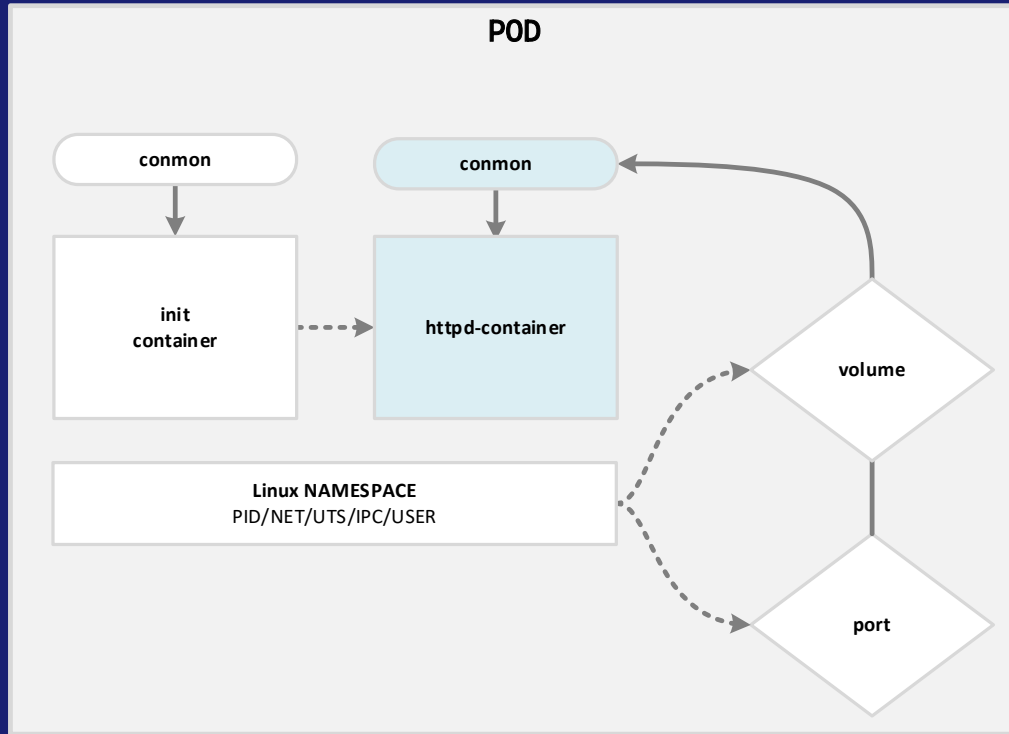 POD
conmon
conmon
init
container
httpd-container
volume
Linux NAMESPACE
PID/NET/UTS/IPC/USER
port